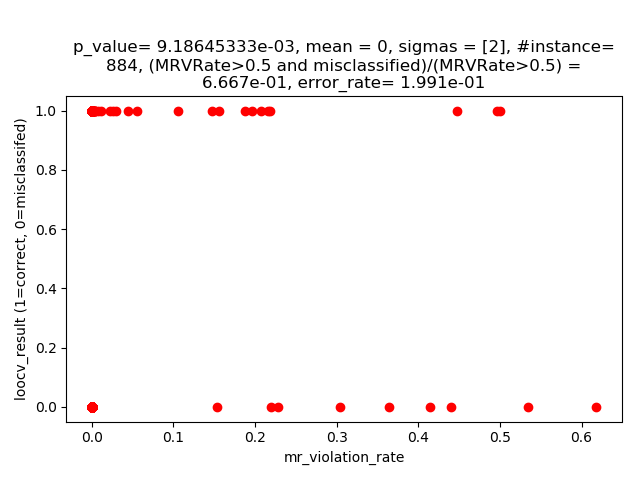 p_value= 9.18645333e-03, mean = 0, sigmas = [2], #instance=
884, (MRVRate>0.5 and misclassified)/(MRVRate>0.5) =
6.667e-01, error_rate= 1.991e-01
loocv_result (1=correct, 0=misclassifed)
1.0
0.8
0.6
0.4
0.2
0.0
0.0 0.1 0.2 0.3 0.4 0.5 0.6
mr_violation_rate